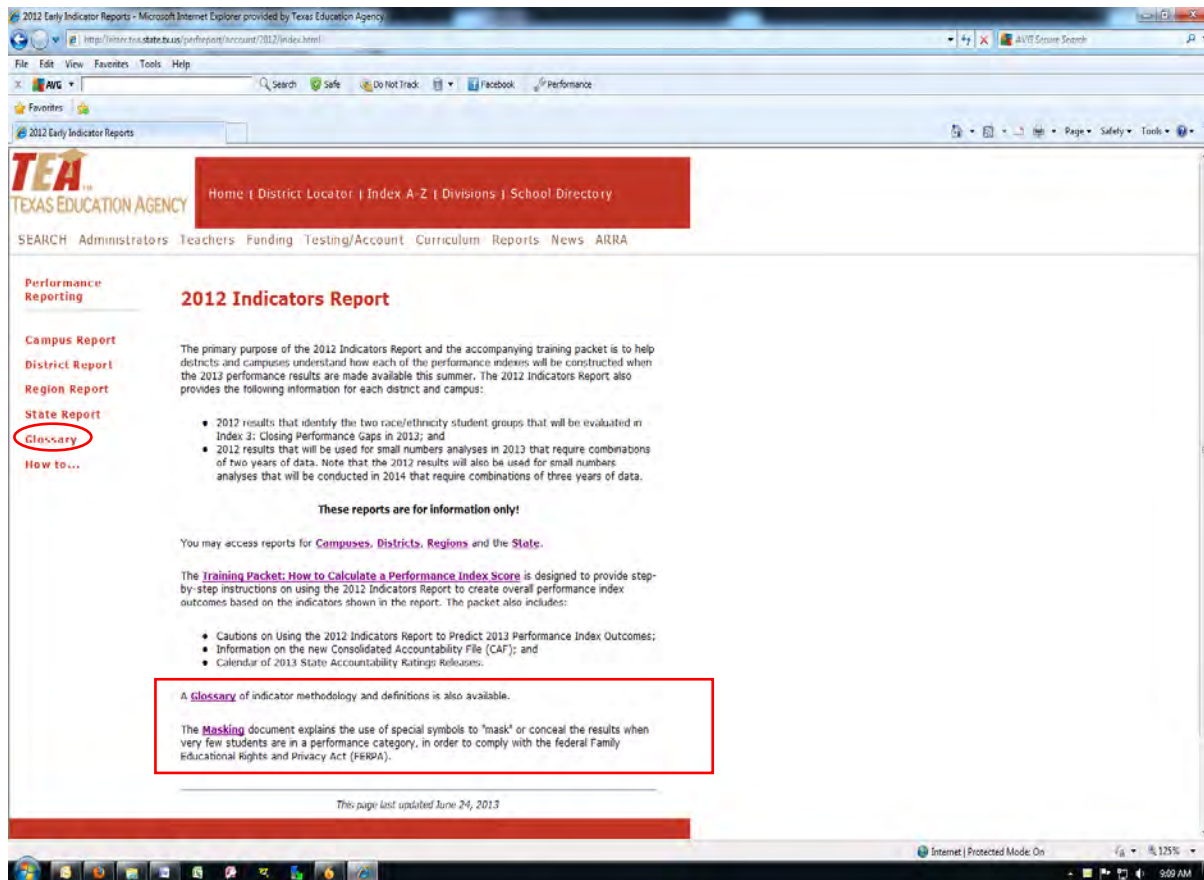 2012 Early Indicator Reports - Microsoft Internet Explorer provided by Texas Education Agency
state.tx.us/perfreport/account/2012/index.html
AVG Secure Search
File Edit View Favorites Tools Help
x AVG Search Safe Do Not Track Facebook Performance
Favorites
2012 Early Indicator Reports
Page Safety Tools
TEA
TEXAS EDUCATION AGENCY
Home | District Locator | Index A-Z | Divisions | School Directory
SEARCH Administrators Teachers Funding Testing/Account Curriculum Reports News ARRA
Performance
Reporting
Campus Report
District Report
Region Report
State Report
Glossary
How to...
2012 Indicators Report
The primary purpose of the 2012 Indicators Report and the accompanying training packet is to help
districts and campuses understand how each of the performance indexes will be constructed when
the 2013 performance results are made available this summer. The 2012 Indicators Report also
provides the following information for each district and campus:
• 2012 results that identify the two race/ethnicity student groups that will be evaluated in
Index 3: Closing Performance Gaps in 2013; and
• 2012 results that will be used for small numbers analyses in 2013 that require combinations
of two years of data. Note that the 2012 results will also be used for small numbers
analyses that will be conducted in 2014 that require combinations of three years of data.
These reports are for information only!
You may access reports for Campuses, Districts, Regions and the State.
The Training Packet: How to Calculate a Performance Index Score is designed to provide step-
by-step instructions on using the 2012 Indicators Report to create overall performance index
outcomes based on the indicators shown in the report. The packet also includes:
• Cautions on Using the 2012 Indicators Report to Predict 2013 Performance Index Outcomes;
• Information on the new Consolidated Accountability File (CAF); and
• Calendar of 2013 State Accountability Ratings Releases.
A Glossary of indicator methodology and definitions is also available.
The Masking document explains the use of special symbols to "mask" or conceal the results when
very few students are in a performance category, in order to comply with the federal Family
Educational Rights and Privacy Act (FERPA).
This page last updated June 24, 2013
Internet | Protected Mode: On
125%
9:09 AM